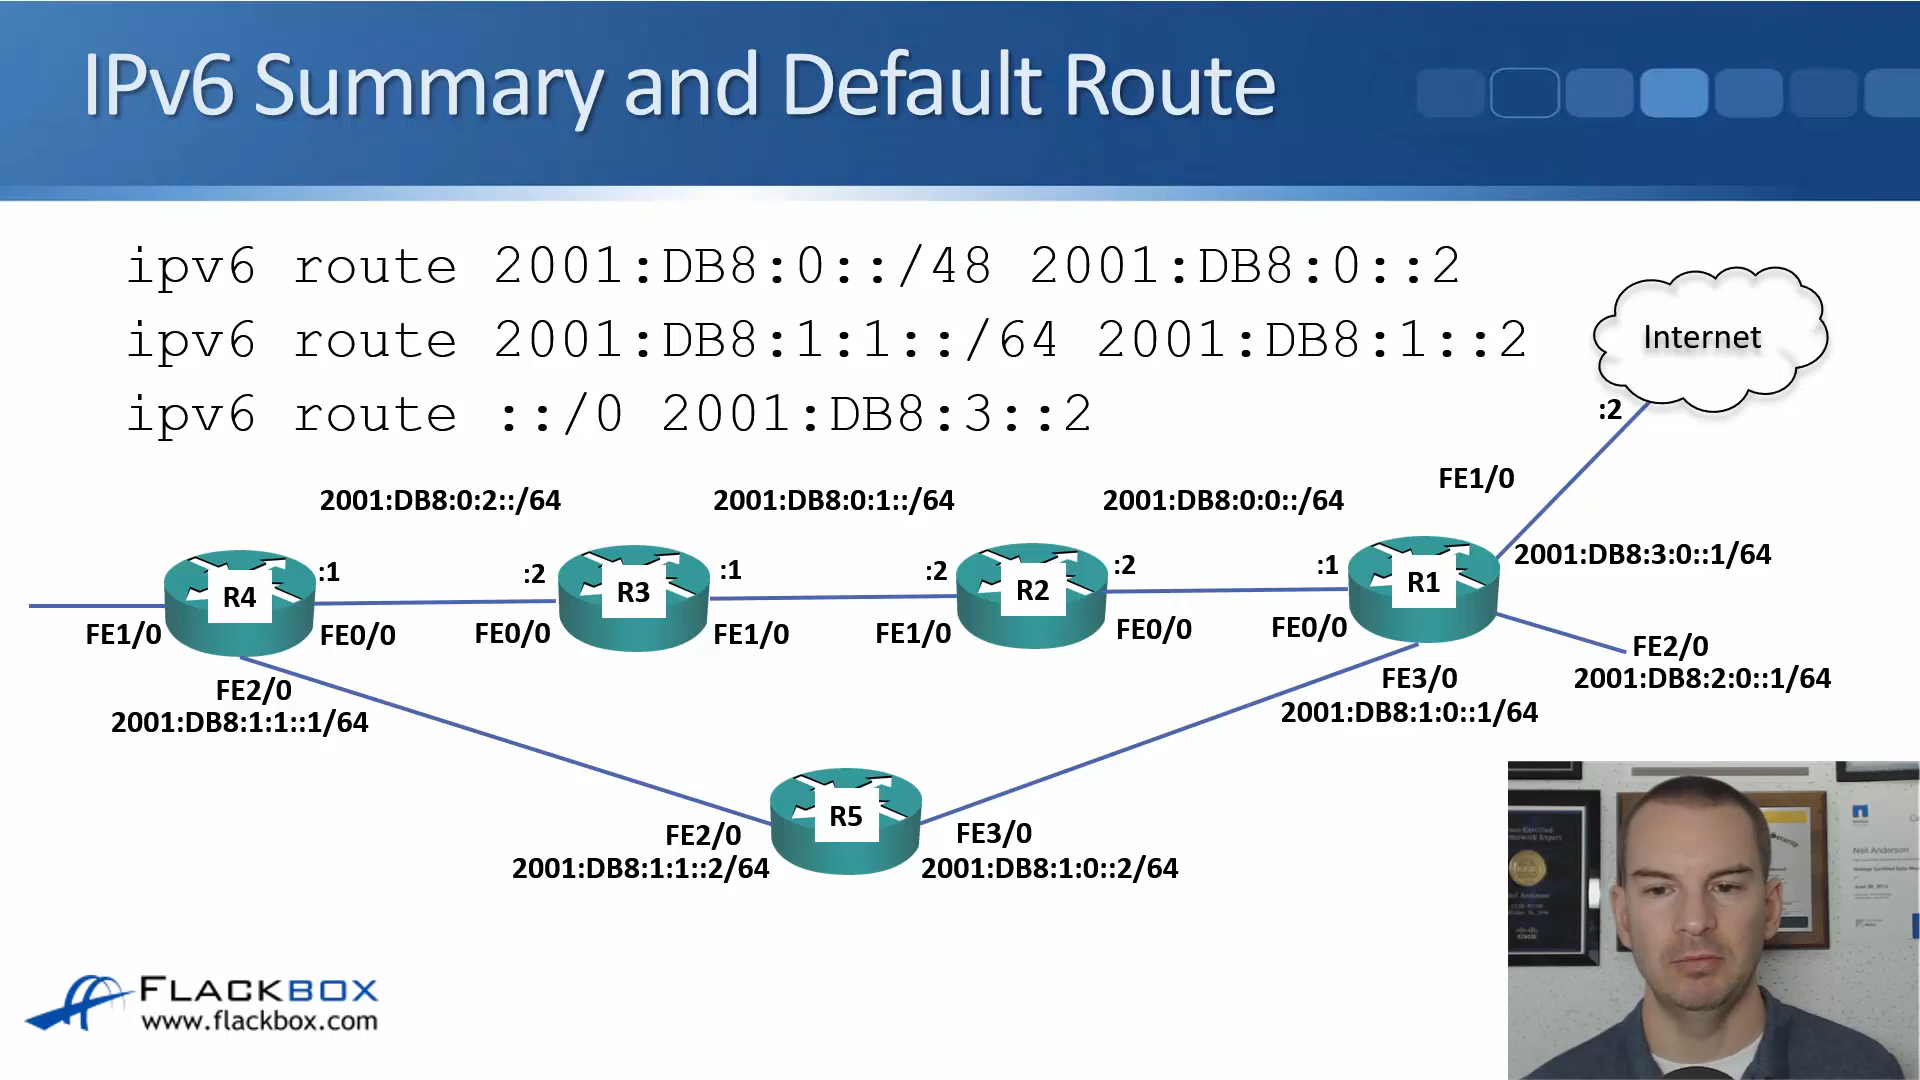 IPv6 Summary and Default Route
ipv6 route 2001:DB8:0::/48 2001:DB8:0::2
ipv6 route 2001:DB8:1:1::/64 2001:DB8:1::2
ipv6 route ::/0 2001:DB8:3::2
Internet
:2
FE1/0
2001:DB8:0:2::/64 2001:DB8:0:1::/64 2001:DB8:0:0::/64
2001:DB8:3:0::1/64
R4 :1 :2 R3 :1 :2 R2 :2 :1 R1
FE1/0 FE0/0 FE0/0 FE1/0 FE1/0 FE0/0 FE0/0
FE2/0
2001:DB8:2:0::1/64
FE2/0
2001:DB8:1:1::1/64
FE3/0
2001:DB8:1:0::1/64
R5
FE2/0 FE3/0
2001:DB8:1:1::2/64 2001:DB8:1:0::2/64
Neil Anderson
FLACKBOX
www.flackbox.com